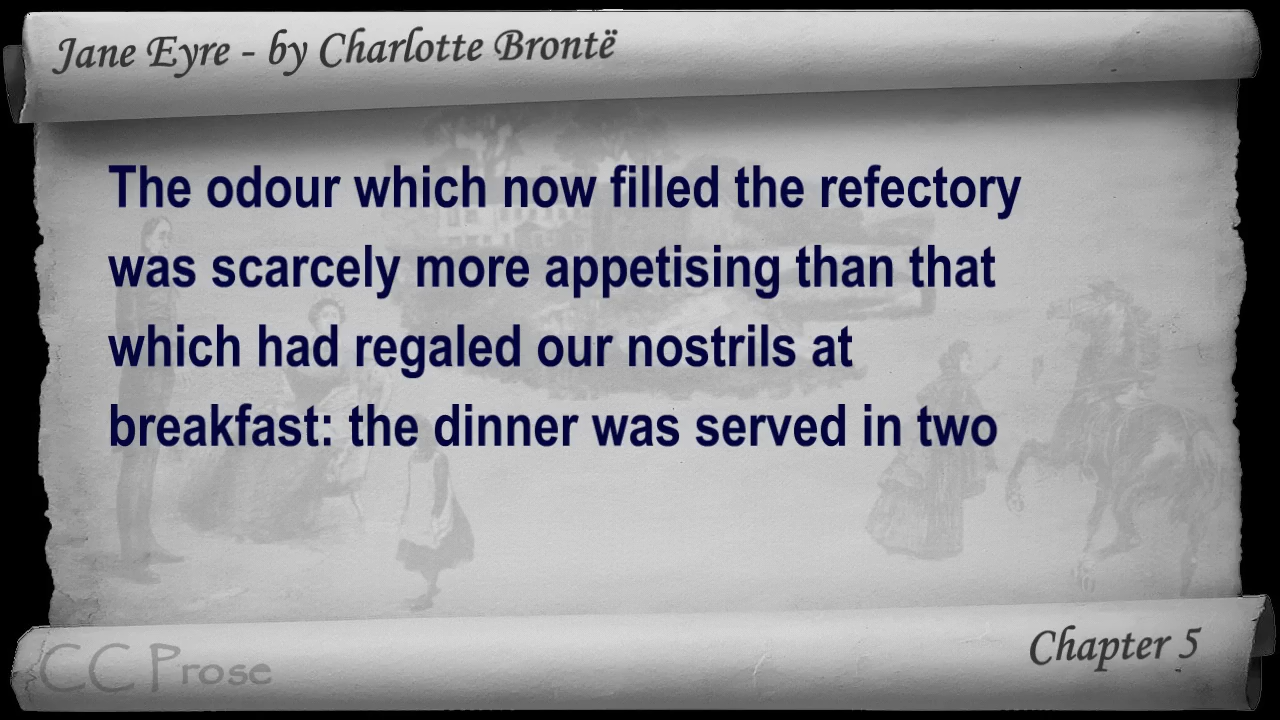 Jane Eyre - by Charlotte Brontë
The odour which now filled the refectory
was scarcely more appetising than that
which had regaled our nostrils at
breakfast: the dinner was served in two
Chapter 5
CC Prose